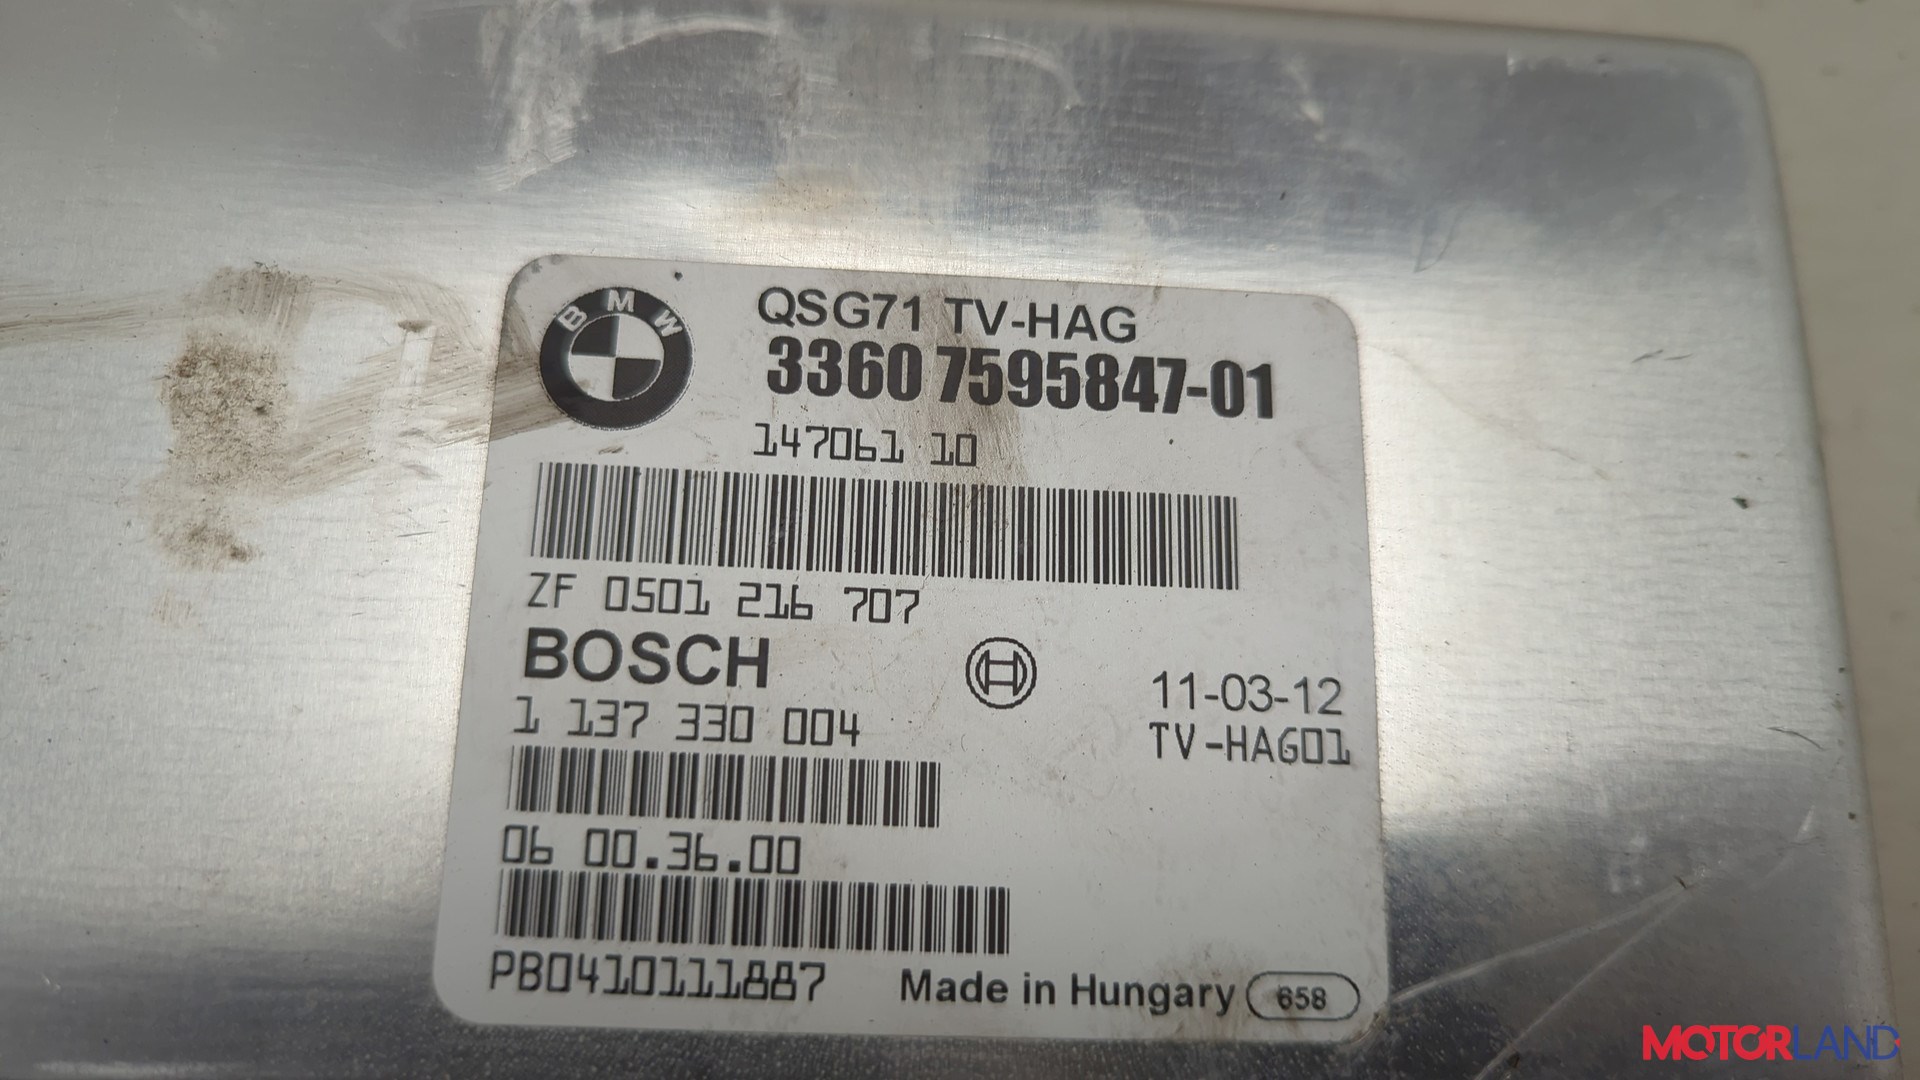 BMW
QSG71 TV-HAG
3360 7595847-01
147061 10
ZF 0501 216 707
BOSCH
11-03-12
1 137 330 004
TV-HAG01
06 00.36.00
PB0410111887
Made in Hungary 658
MOTORLAND